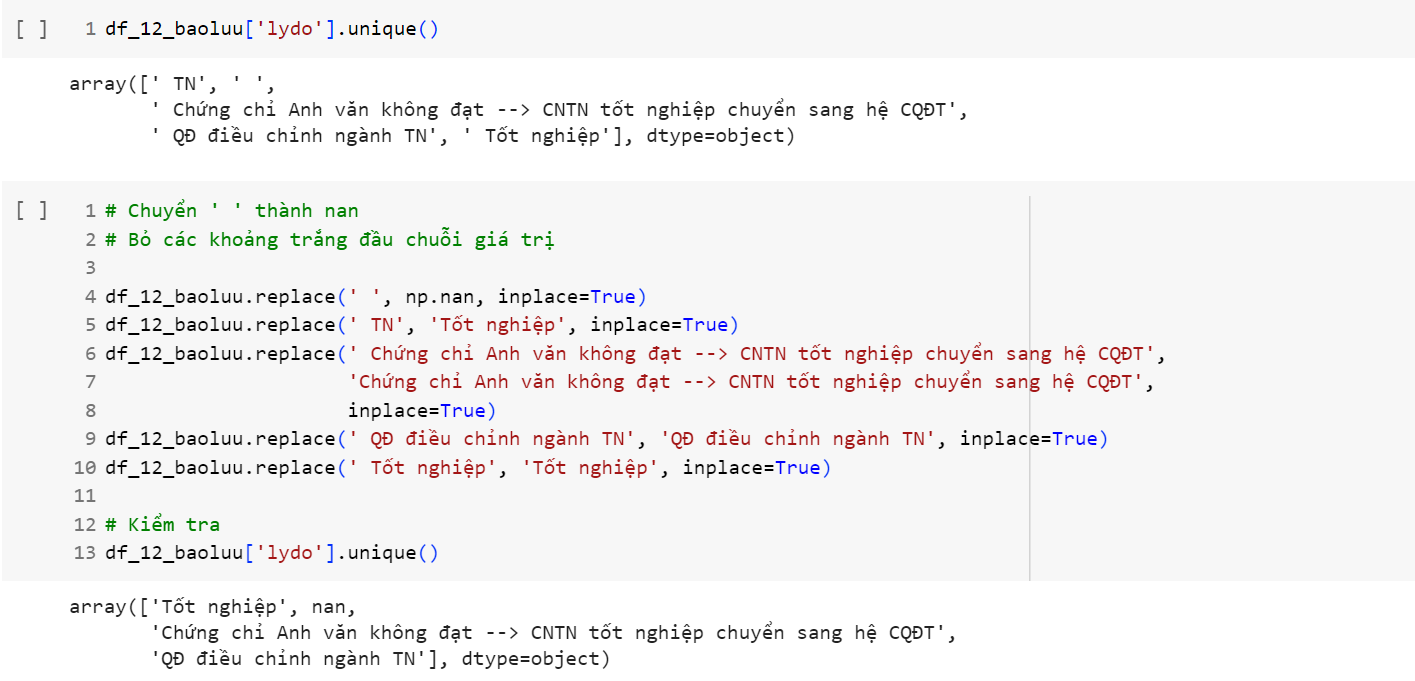 [ ] 1 df_12_baoluu['lydo'].unique()
array([' TN', ' ',
' Chứng chỉ Anh văn không đạt --> CNTN tốt nghiệp chuyển sang hệ CQĐT',
' QĐ điều chỉnh ngành TN', ' Tốt nghiệp'], dtype=object)
[ ] 1 # Chuyển ' ' thành nan
2 # Bỏ các khoảng trắng đầu chuỗi giá trị
3
4 df_12_baoluu.replace(' ', np.nan, inplace=True)
5 df_12_baoluu.replace(' TN', 'Tốt nghiệp', inplace=True)
6 df_12_baoluu.replace(' Chứng chỉ Anh văn không đạt --> CNTN tốt nghiệp chuyển sang hệ CQĐT',
7 'Chứng chỉ Anh văn không đạt --> CNTN tốt nghiệp chuyển sang hệ CQĐT',
8 inplace=True)
9 df_12_baoluu.replace(' QĐ điều chỉnh ngành TN', 'QĐ điều chỉnh ngành TN', inplace=True)
10 df_12_baoluu.replace(' Tốt nghiệp', 'Tốt nghiệp', inplace=True)
11
12 # Kiểm tra
13 df_12_baoluu['lydo'].unique()
array(['Tốt nghiệp', nan,
'Chứng chỉ Anh văn không đạt --> CNTN tốt nghiệp chuyển sang hệ CQĐT',
'QĐ điều chỉnh ngành TN'], dtype=object)